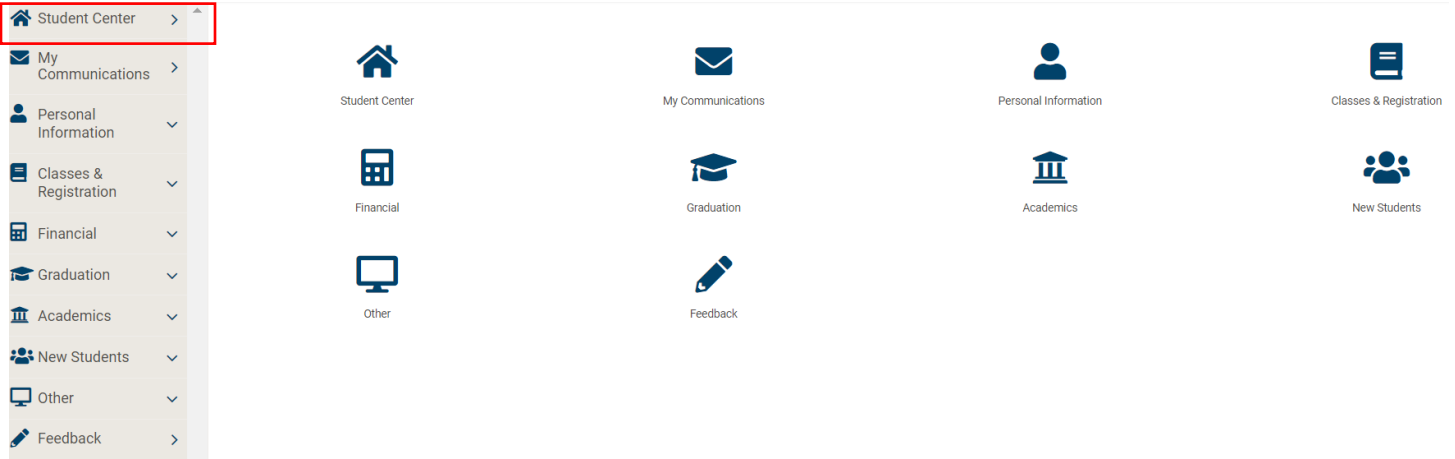 Student Center
My
Communications
Personal
Information
Classes &
Registration
Financial
Graduation
Academics
New Students
Other
Feedback
Student Center
My Communications
Personal Information
Classes & Registration
Financial
Graduation
Academics
New Students
Other
Feedback